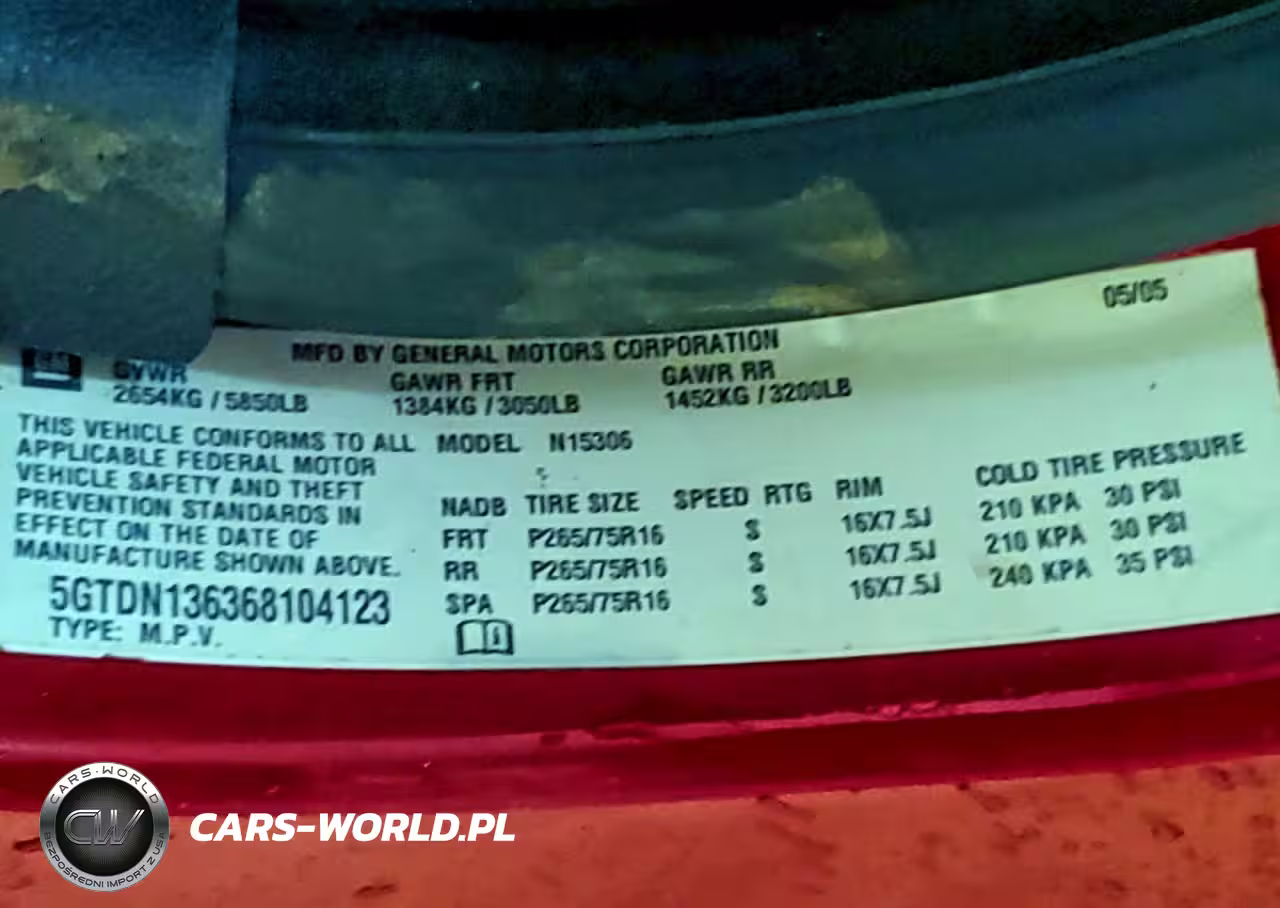 05/05
MFD BY GENERAL MOTORS CORPORATION
GVWR GAWR FRT GAWR RR
2654KG / 5850LB 1384KG / 3050LB 1452KG / 3200LB
THIS VEHICLE CONFORMS TO ALL
APPLICABLE FEDERAL MOTOR
VEHICLE SAFETY AND THEFT
PREVENTION STANDARDS IN
EFFECT ON THE DATE OF
MANUFACTURE SHOWN ABOVE.
5GTDN136368104123
TYPE: M.P.V.
MODEL N15306
NADB TIRE SIZE SPEED RTG RIM COLD TIRE PRESSURE
FRT P265/75R16 S 16X7.5J 210 KPA 30 PSI
RR P265/75R16 S 16X7.5J 210 KPA 30 PSI
SPA P265/75R16 S 16X7.5J 240 KPA 35 PSI
CARS-WORLD
CW
BEZPOŚREDNI IMPORT Z USA
CARS-WORLD.PL